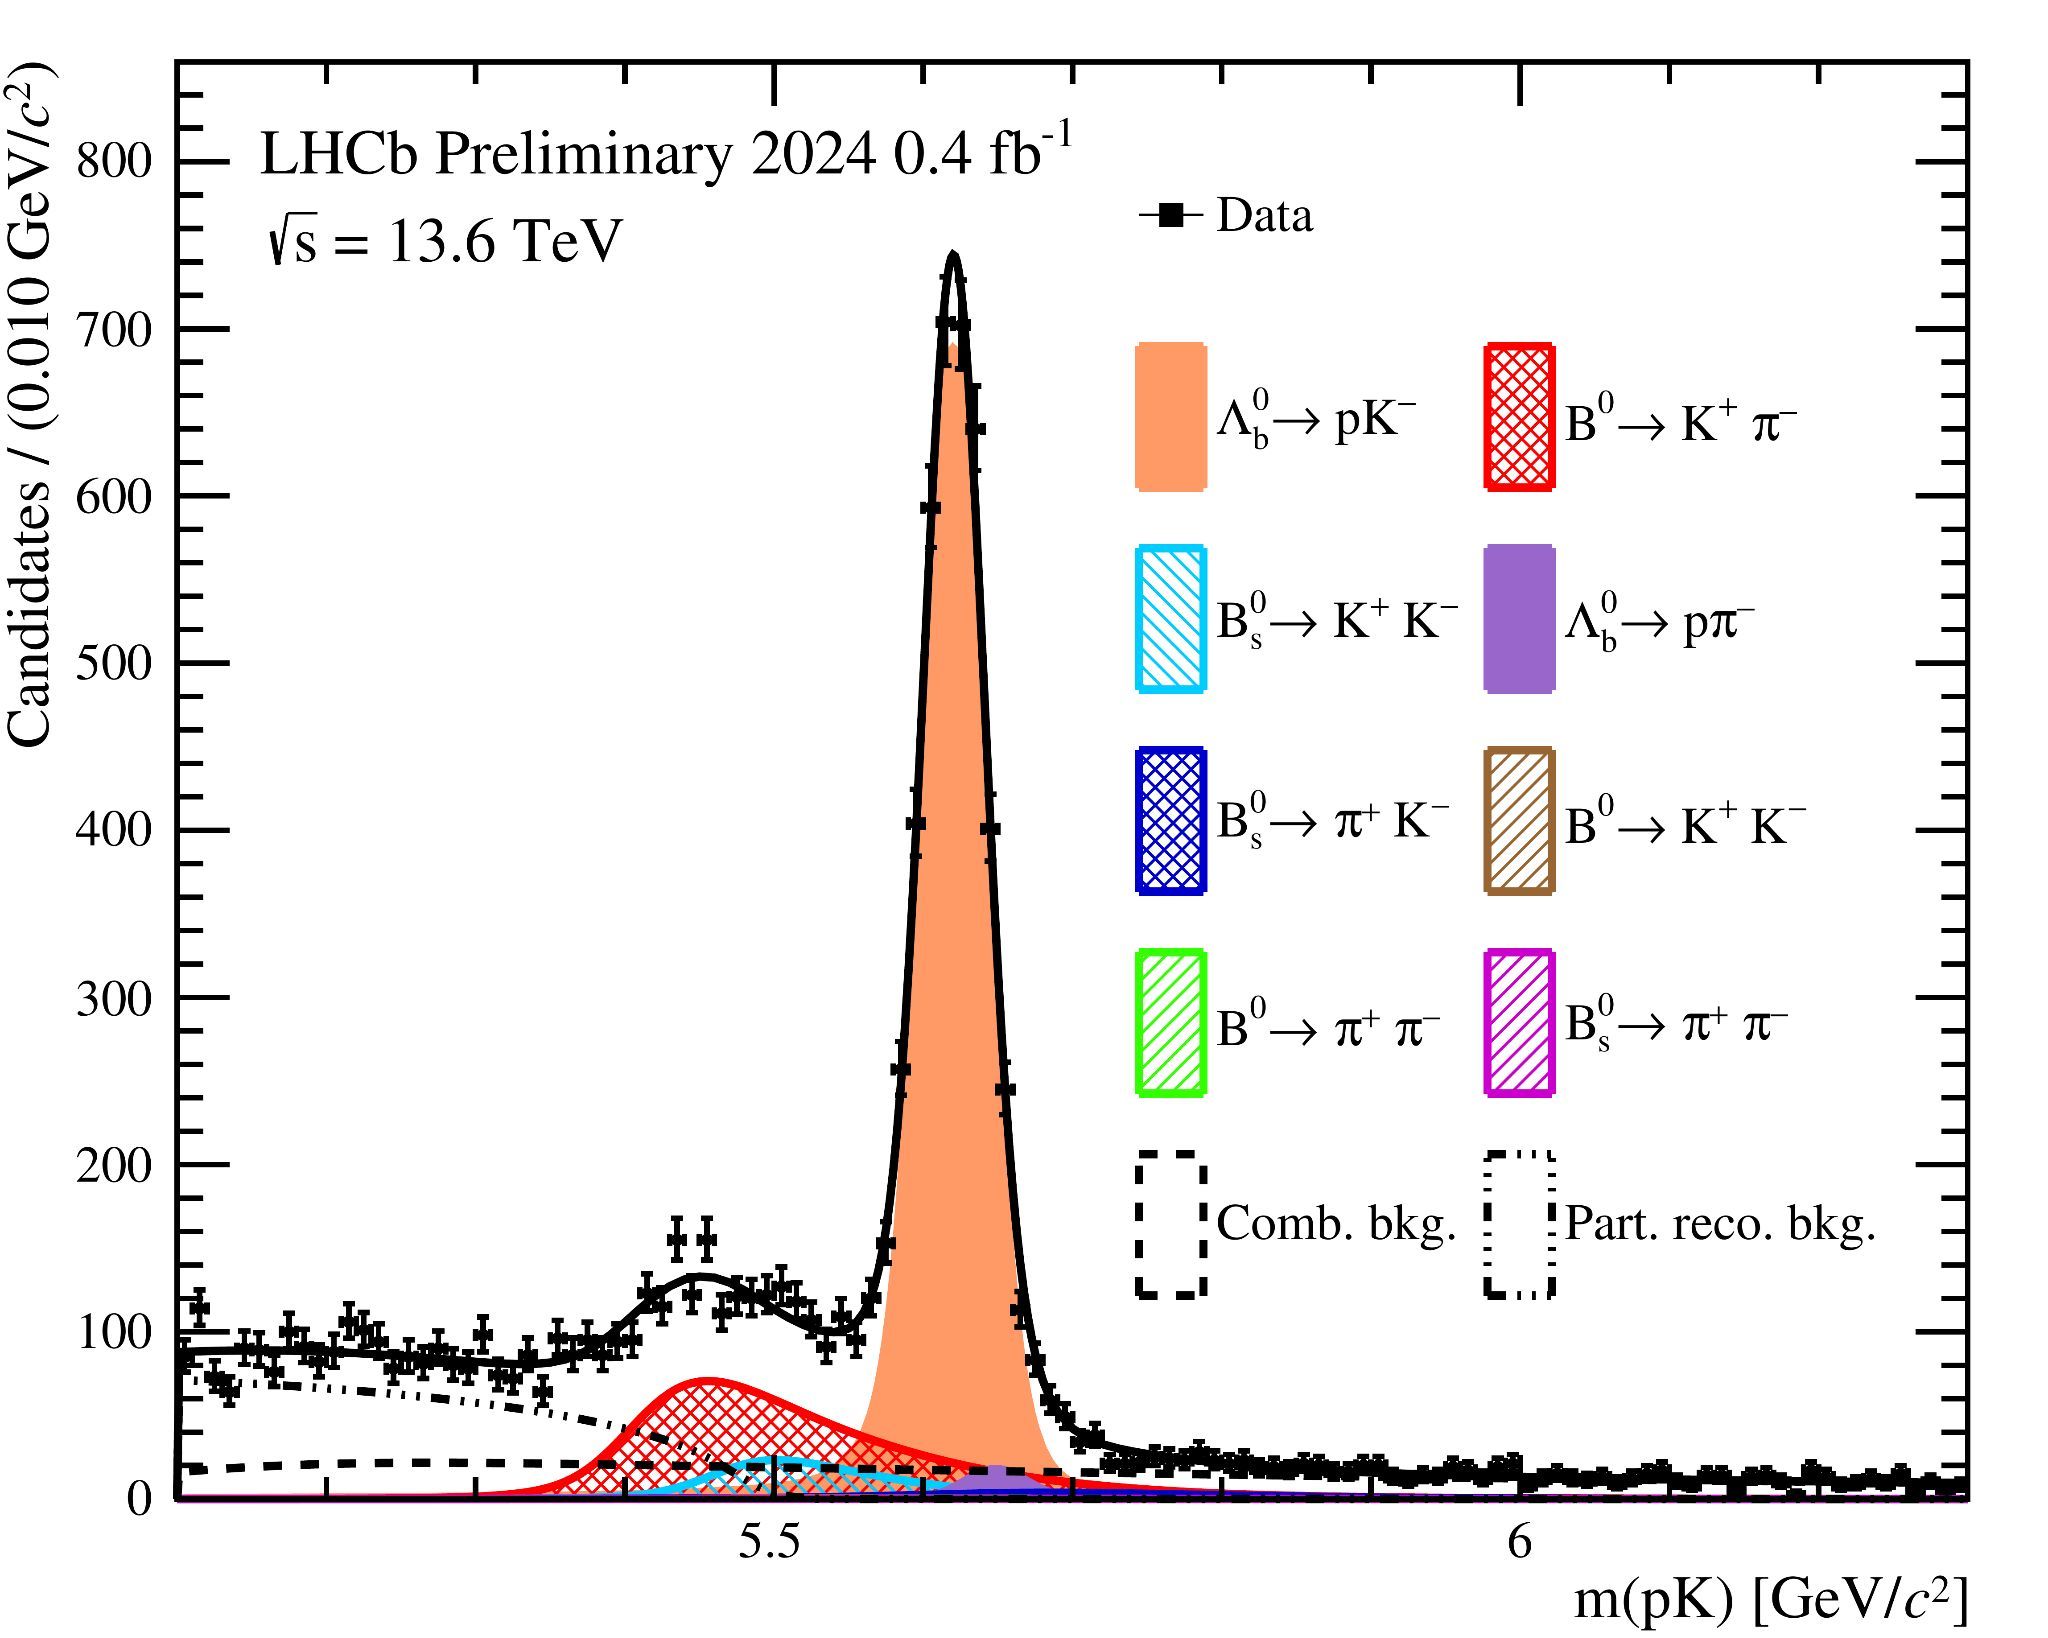 Candidates / (0.010 GeV/c²)
800
700
600
500
400
300
200
100
0
LHCb Preliminary 2024 0.4 fb⁻¹
√s = 13.6 TeV
Data
Λb⁰→ pK⁻
B⁰→ K⁺ π⁻
Bs⁰→ K⁺ K⁻
Λb⁰→ pπ⁻
Bs⁰→ π⁺ K⁻
B⁰→ K⁺ K⁻
B⁰→ π⁺ π⁻
Bs⁰→ π⁺ π⁻
Comb. bkg.
Part. reco. bkg.
5.5
6
m(pK) [GeV/c²]